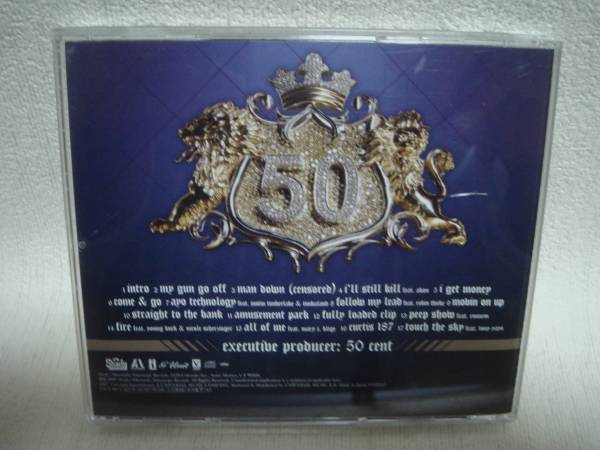 50
1 intro 2 my gun go off 3 man down (censored) 4 i'll still kill feat. akon 5 i get money
6 come & go 7 ayo technology feat. justin timberlake & timbaland 8 follow my lead feat. robin thicke 9 movin on up
10 straight to the bank 11 amusement park 12 fully loaded clip 13 peep show feat. eminem
14 fire feat. young buck & nicole scherzinger 15 all of me feat. mary j. blige 16 curtis 187 17 touch the sky feat. tony yayo
executive producer: 50 cent